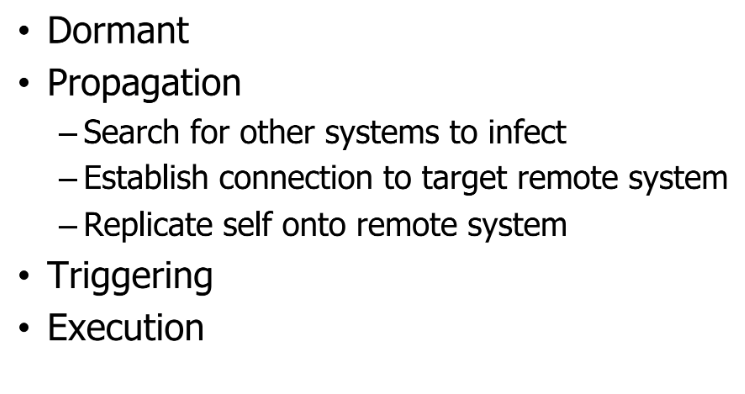 • Dormant
• Propagation
– Search for other systems to infect
– Establish connection to target remote system
– Replicate self onto remote system
• Triggering
• Execution